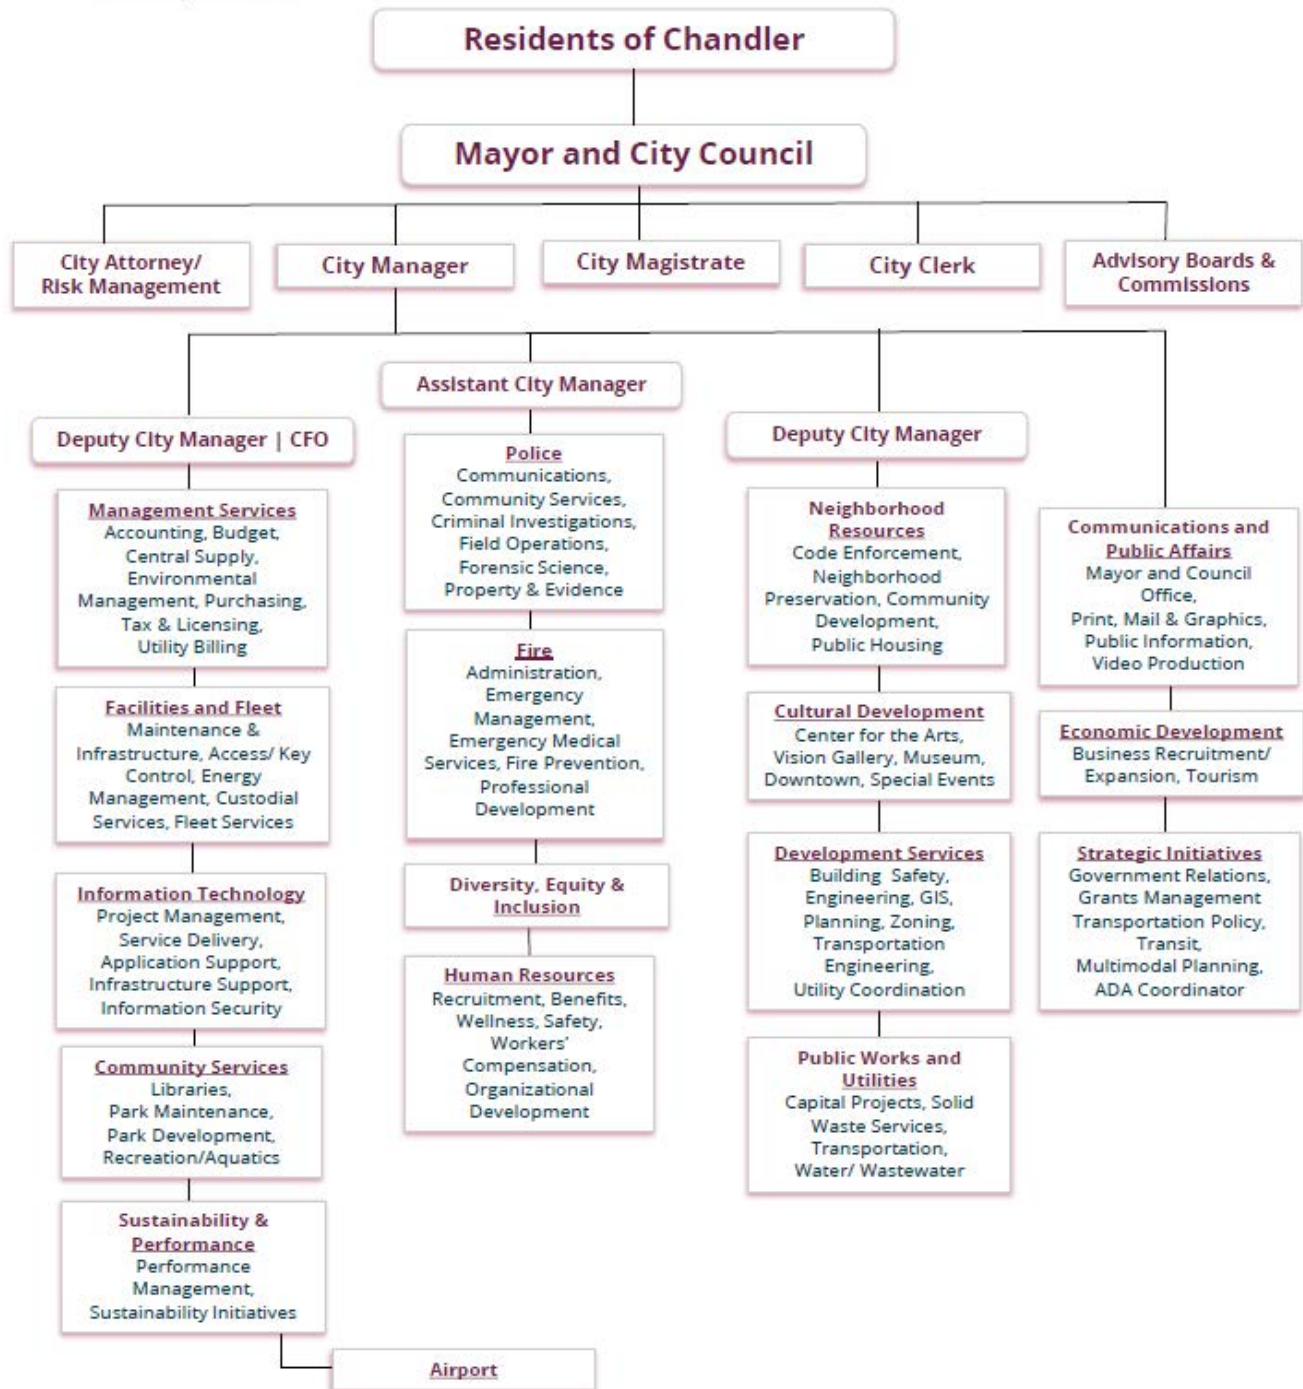 Residents of Chandler
Mayor and City Council
City Attorney/
Risk Management
City Manager
City Magistrate
City Clerk
Advisory Boards &
Commissions
Deputy City Manager | CFO
Management Services
Accounting, Budget,
Central Supply,
Environmental
Management, Purchasing,
Tax & Licensing,
Utility Billing
Facilities and Fleet
Maintenance &
Infrastructure, Access/ Key
Control, Energy
Management, Custodial
Services, Fleet Services
Information Technology
Project Management,
Service Delivery,
Application Support,
Infrastructure Support,
Information Security
Community Services
Libraries,
Park Maintenance,
Park Development,
Recreation/Aquatics
Sustainability &
Performance
Performance
Management,
Sustainability Initiatives
Airport
Assistant City Manager
Police
Communications,
Community Services,
Criminal Investigations,
Field Operations,
Forensic Science,
Property & Evidence
Fire
Administration,
Emergency
Management,
Emergency Medical
Services, Fire Prevention,
Professional
Development
Diversity, Equity &
Inclusion
Human Resources
Recruitment, Benefits,
Wellness, Safety,
Workers'
Compensation,
Organizational
Development
Deputy City Manager
Neighborhood
Resources
Code Enforcement,
Neighborhood
Preservation, Community
Development,
Public Housing
Cultural Development
Center for the Arts,
Vision Gallery, Museum,
Downtown, Special Events
Development Services
Building Safety,
Engineering, GIS,
Planning, Zoning,
Transportation
Engineering,
Utility Coordination
Public Works and
Utilities
Capital Projects, Solid
Waste Services,
Transportation,
Water/ Wastewater
Communications and
Public Affairs
Mayor and Council
Office,
Print, Mail & Graphics,
Public Information,
Video Production
Economic Development
Business Recruitment/
Expansion, Tourism
Strategic Initiatives
Government Relations,
Grants Management
Transportation Policy,
Transit,
Multimodal Planning,
ADA Coordinator